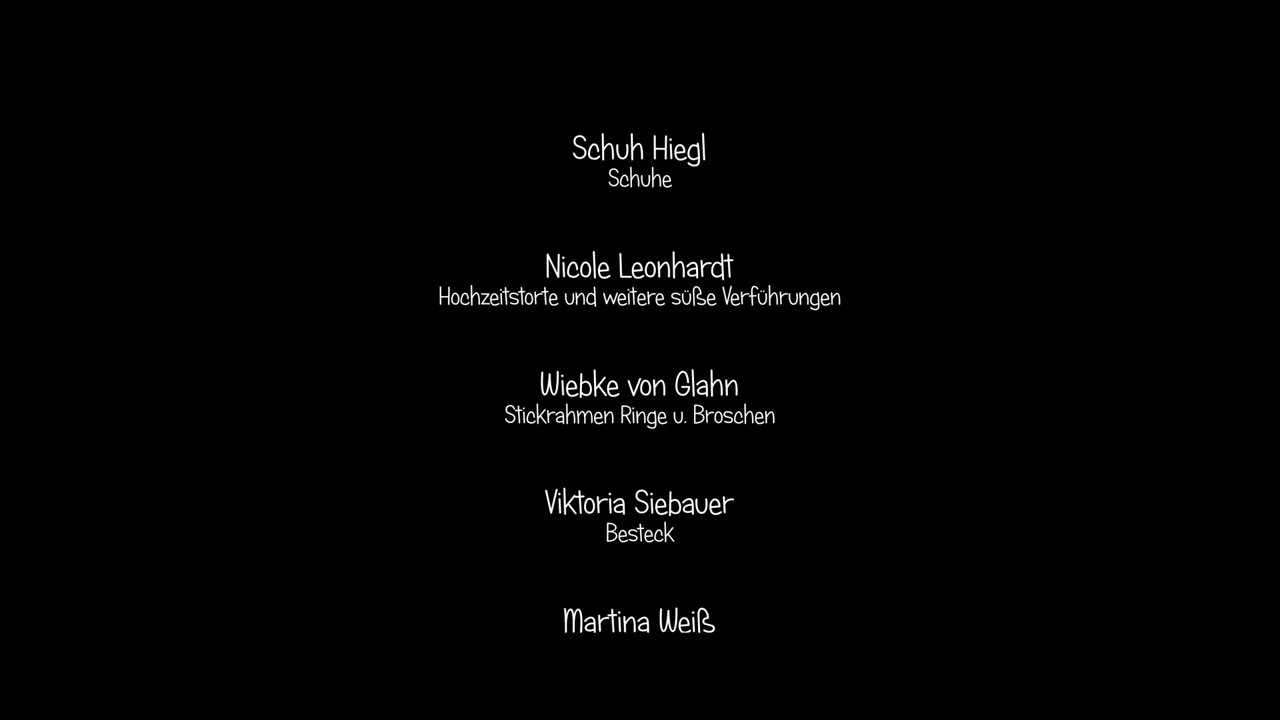 Schuh Hiegl
Schuhe
Nicole Leonhardt
Hochzeitstorte und weitere süße Verführungen
Wiebke von Glahn
Stickrahmen Ringe u. Broschen
Viktoria Siebauer
Besteck
Martina Weiß